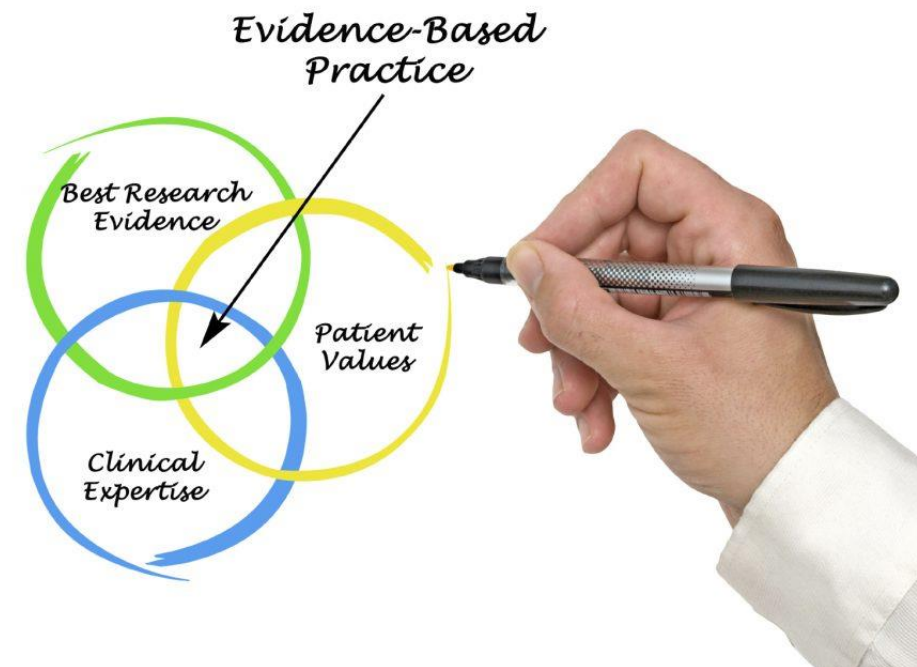 Evidence-Based
Practice
Best Research
Evidence
Patient
Values
Clinical
Expertise